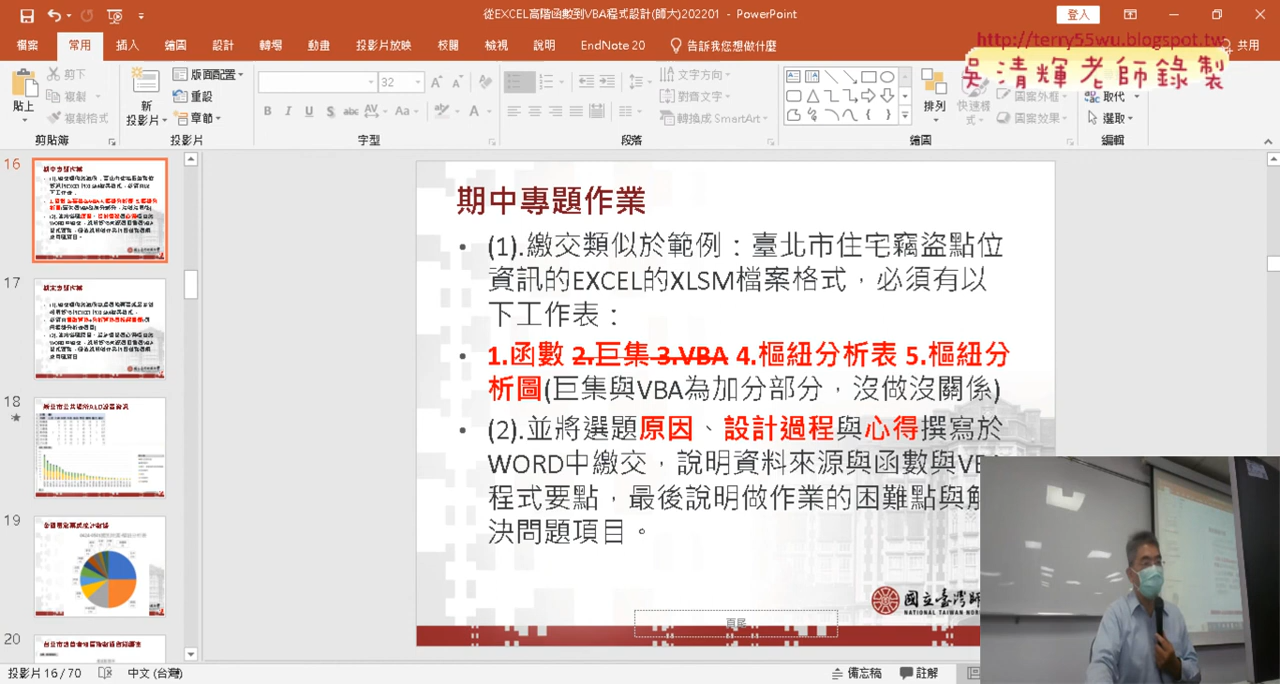 從EXCEL高階函數到VBA程式設計(師大)202201 - PowerPoint
登入
檔案 常用 插入 繪圖 設計 轉場 動畫 投影片放映 校閱 檢視 說明 EndNote 20 告訴我您想做什麼 共用
http://terry55wu.blogspot.tw
吳清輝老師錄製
貼上 剪下 複製 複製格式
剪貼簿
新投影片 版面配置 重設 章節
投影片
32
B I U S abc AV Aa A
字型
文字方向 對齊文字 轉換成 SmartArt
段落
排列 快速樣式 圖案外框 圖案效果
繪圖
取代 選取
編輯
16
17
18
19
20
期中專題作業
• (1).繳交類似於範例：臺北市住宅竊盜點位
資訊的EXCEL的XLSM檔案格式，必須有以
下工作表：
• 1.函數 2.巨集 3.VBA 4.樞紐分析表 5.樞紐分
析圖(巨集與VBA為加分部分，沒做沒關係)
• (2).並將選題原因、設計過程與心得撰寫於
WORD中繳交，說明資料來源與函數與VB
程式要點，最後說明做作業的困難點與解
決問題項目。
國立臺灣師
頁尾
投影片 16 / 70 中文 (台灣) 備忘稿 註解